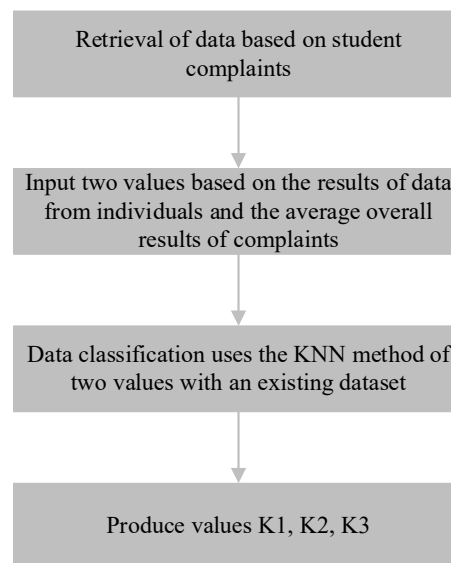 Retrieval of data based on student
complaints
Input two values based on the results of data
from individuals and the average overall
results of complaints
Data classification uses the KNN method of
two values with an existing dataset
Produce values K1, K2, K3